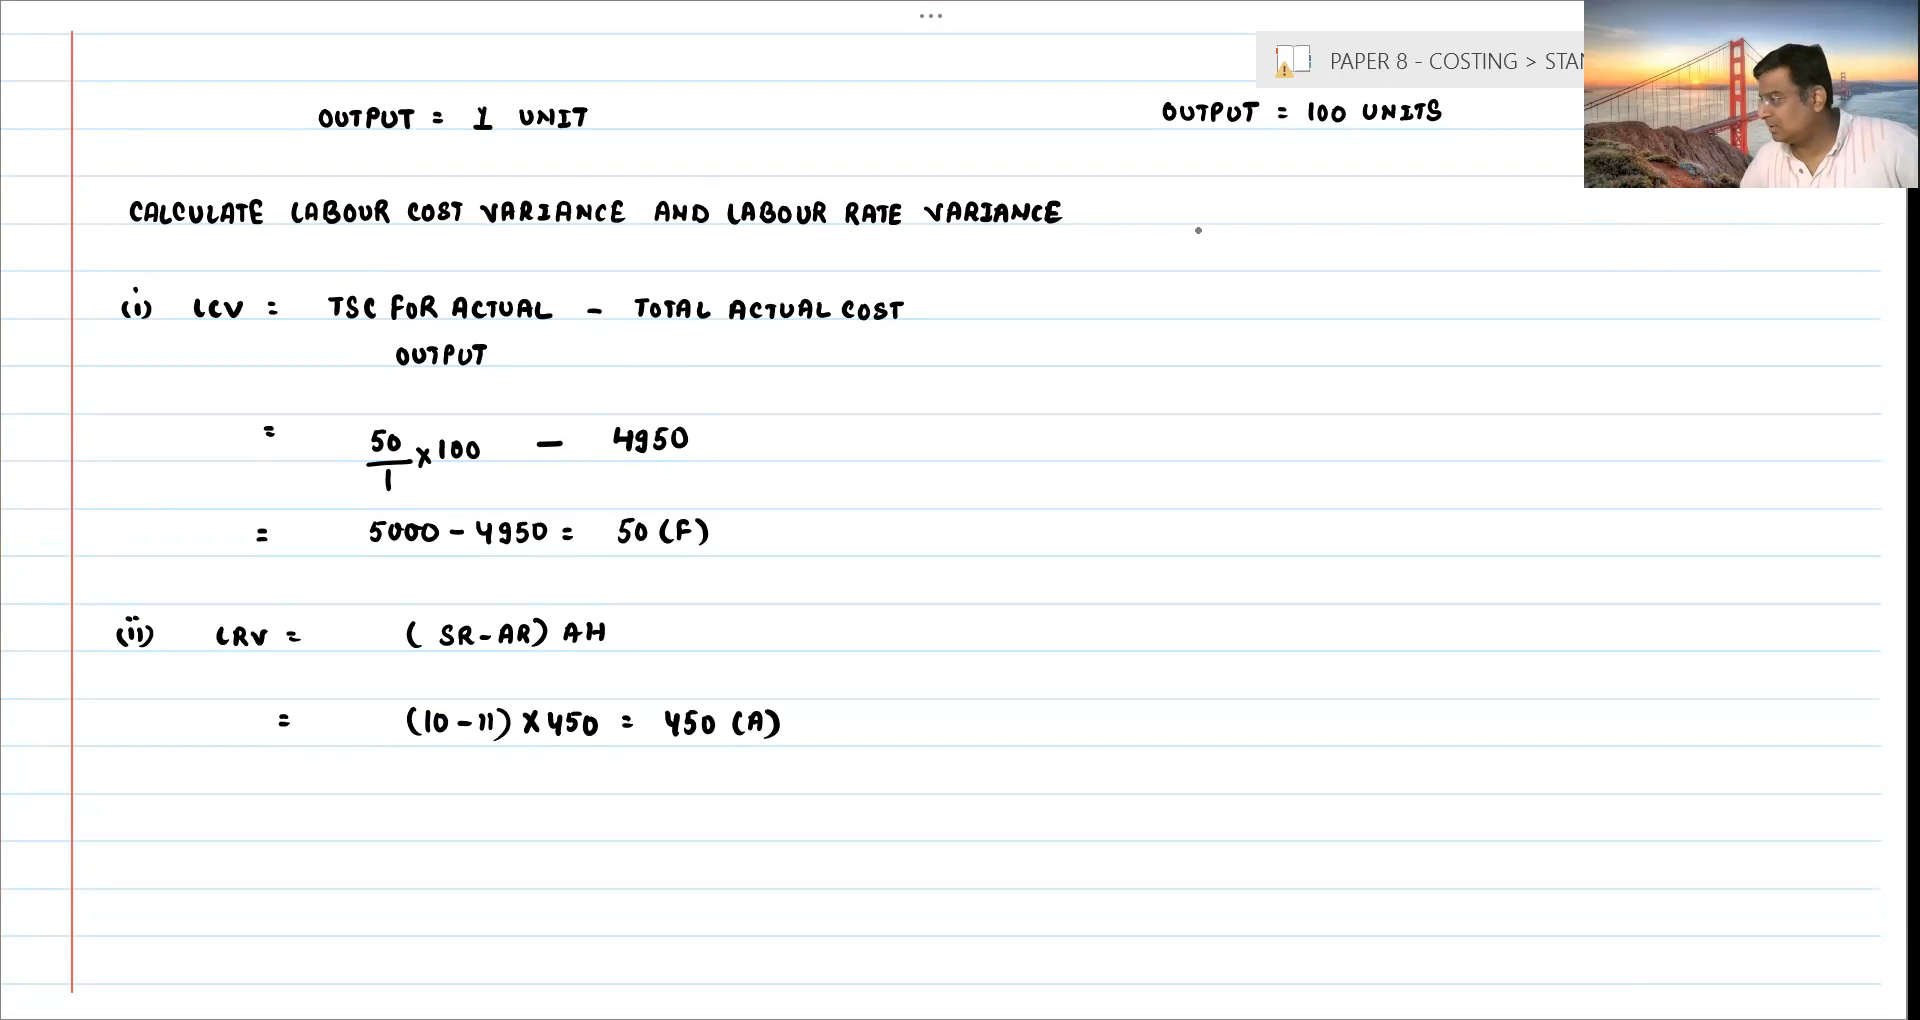 PAPER 8 - COSTING > STAN
OUTPUT = 1 UNIT
OUTPUT = 100 UNITS
CALCULATE LABOUR COST VARIANCE AND LABOUR RATE VARIANCE
(i) LCV = TSC FOR ACTUAL - TOTAL ACTUAL COST
OUTPUT
= 50/1 x 100 - 4950
= 5000 - 4950 = 50 (F)
(ii) LRV = (SR - AR) AH
= (10 - 11) x 450 = 450 (A)